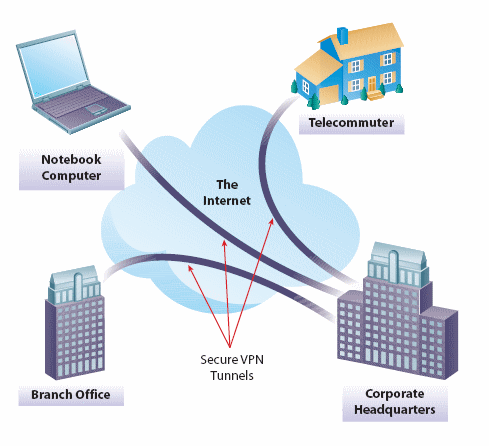 Telecommuter
Notebook
Computer
The
Internet
Secure VPN
Tunnels
Branch Office
Corporate
Headquarters